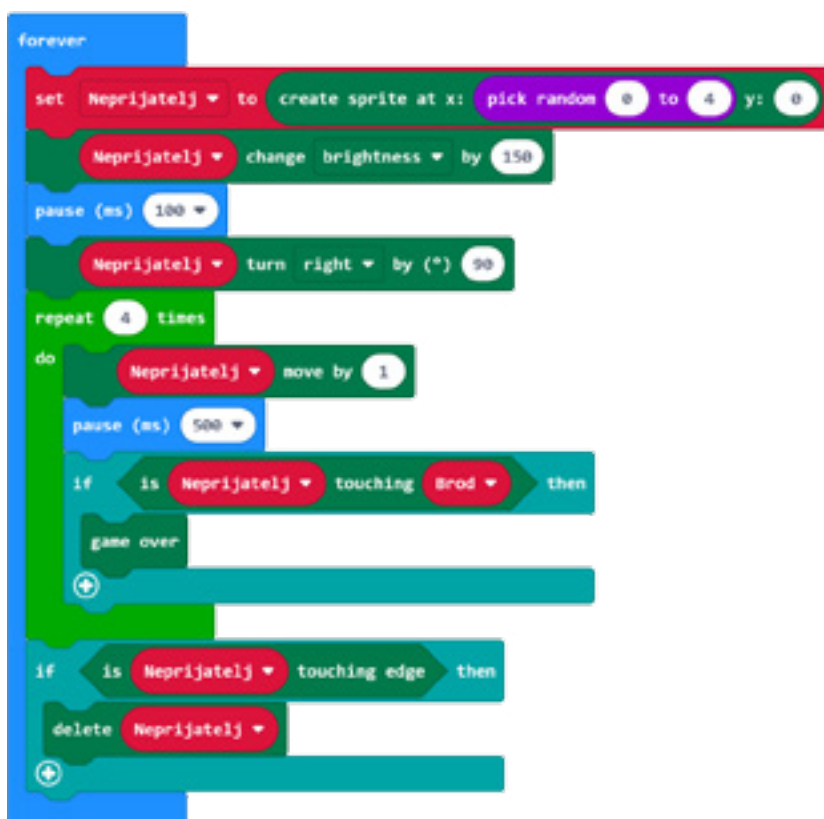 forever
set Neprijatelj to create sprite at x: pick random 0 to 4 y: 0
Neprijatelj change brightness by 150
pause (ms) 100
Neprijatelj turn right by (°) 90
repeat 4 times
do
Neprijatelj move by 1
pause (ms) 500
if is Neprijatelj touching Brod then
game over
if is Neprijatelj touching edge then
delete Neprijatelj